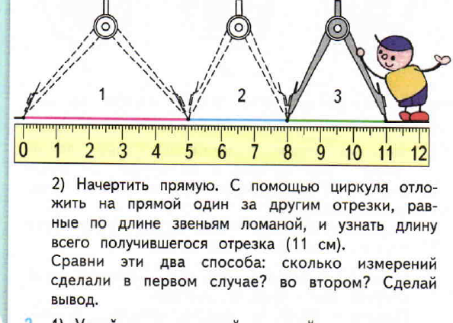 1 2 3
0 1 2 3 4 5 6 7 8 9 10 11 12
2) Начертить прямую. С помощью циркуля отло-
жить на прямой один за другим отрезки, рав-
ные по длине звеньям ломаной, и узнать длину
всего получившегося отрезка (11 см).
Сравни эти два способа: сколько измерений
сделали в первом случае? во втором? Сделай
вывод.